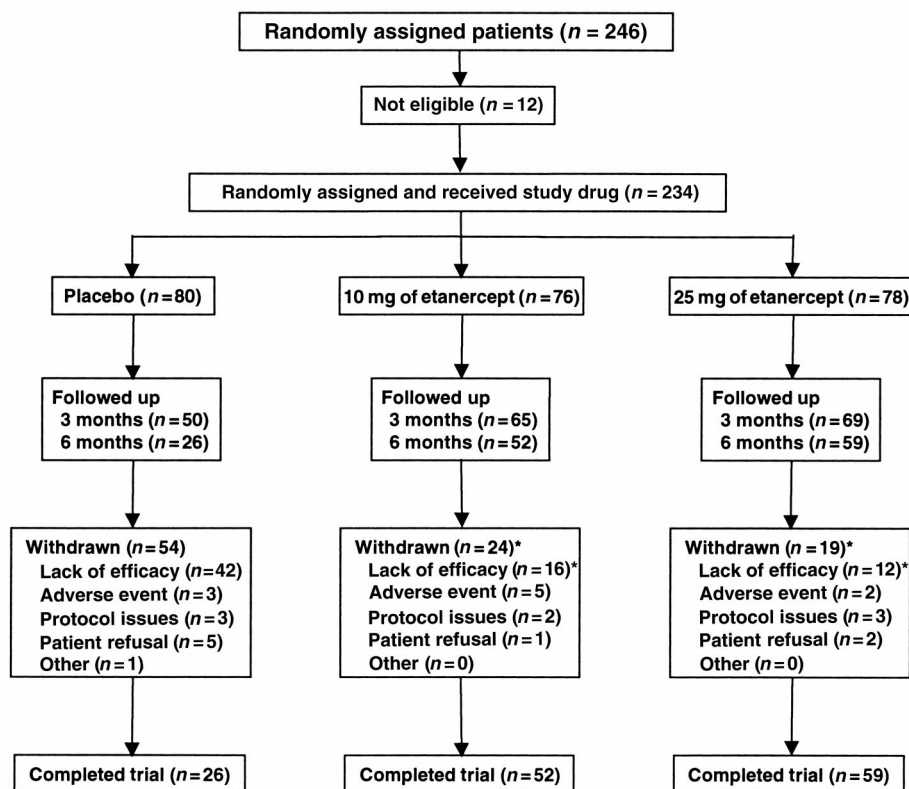 Randomly assigned patients (n = 246)
Not eligible (n = 12)
Randomly assigned and received study drug (n = 234)
Placebo (n = 80)
10 mg of etanercept (n = 76)
25 mg of etanercept (n = 78)
Followed up
3 months (n = 50)
6 months (n = 26)
Followed up
3 months (n = 65)
6 months (n = 52)
Followed up
3 months (n = 69)
6 months (n = 59)
Withdrawn (n = 54)
Lack of efficacy (n = 42)
Adverse event (n = 3)
Protocol issues (n = 3)
Patient refusal (n = 5)
Other (n = 1)
Withdrawn (n = 24)*
Lack of efficacy (n = 16)*
Adverse event (n = 5)
Protocol issues (n = 2)
Patient refusal (n = 1)
Other (n = 0)
Withdrawn (n = 19)*
Lack of efficacy (n = 12)*
Adverse event (n = 2)
Protocol issues (n = 3)
Patient refusal (n = 2)
Other (n = 0)
Completed trial (n = 26)
Completed trial (n = 52)
Completed trial (n = 59)